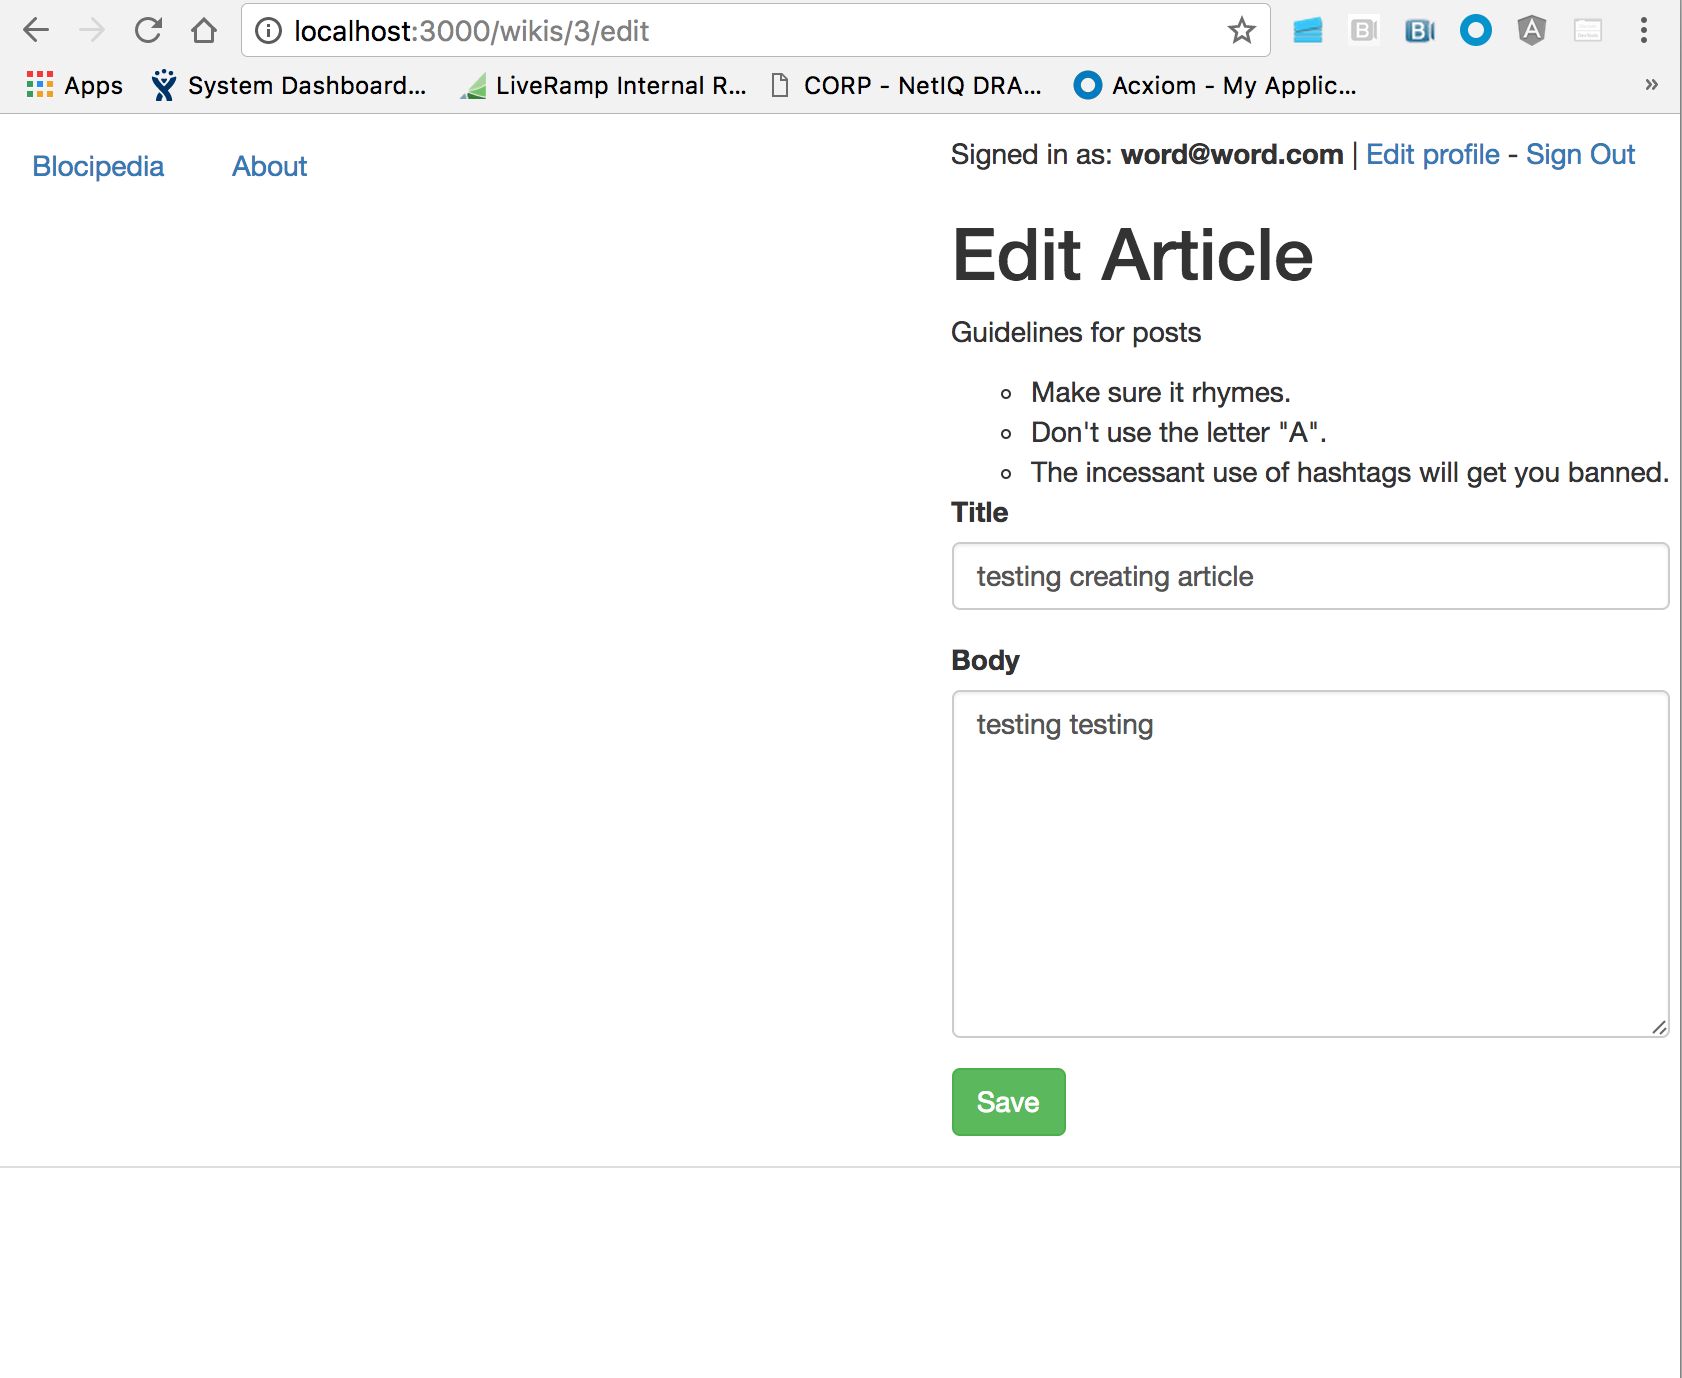 localhost:3000/wikis/3/edit
Apps System Dashboard... LiveRamp Internal R... CORP - NetIQ DRA... Acxiom - My Applic... »
Blocipedia About
Signed in as: word@word.com | Edit profile - Sign Out
Edit Article
Guidelines for posts
Make sure it rhymes.
Don't use the letter "A".
The incessant use of hashtags will get you banned.
Title
testing creating article
Body
testing testing
Save